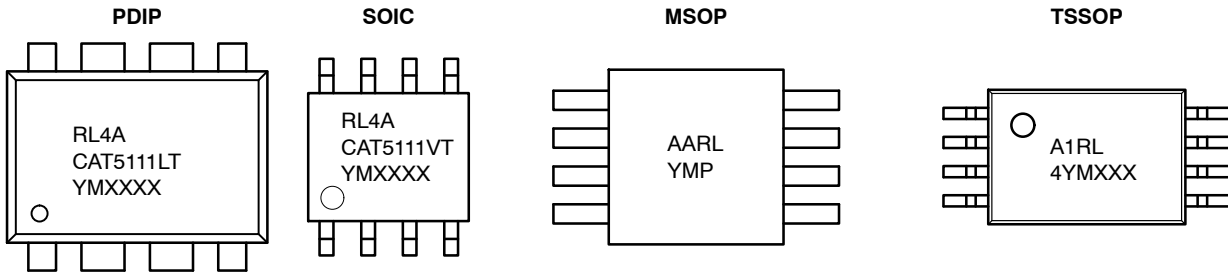 PDIP
SOIC
MSOP
TSSOP
RL4A
CAT5111LT
YMXXXX
RL4A
CAT5111VT
YMXXXX
AARL
YMP
A1RL
4YMXXX